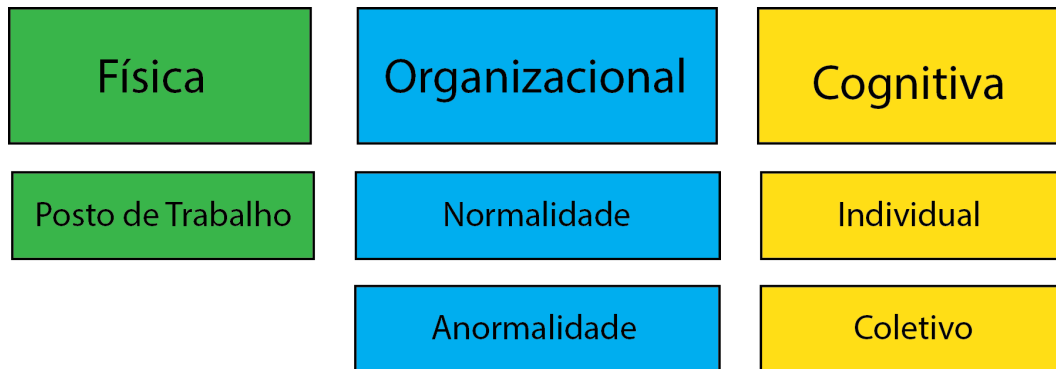 Física
Organizacional
Cognitiva
Posto de Trabalho
Normalidade
Individual
Anormalidade
Coletivo